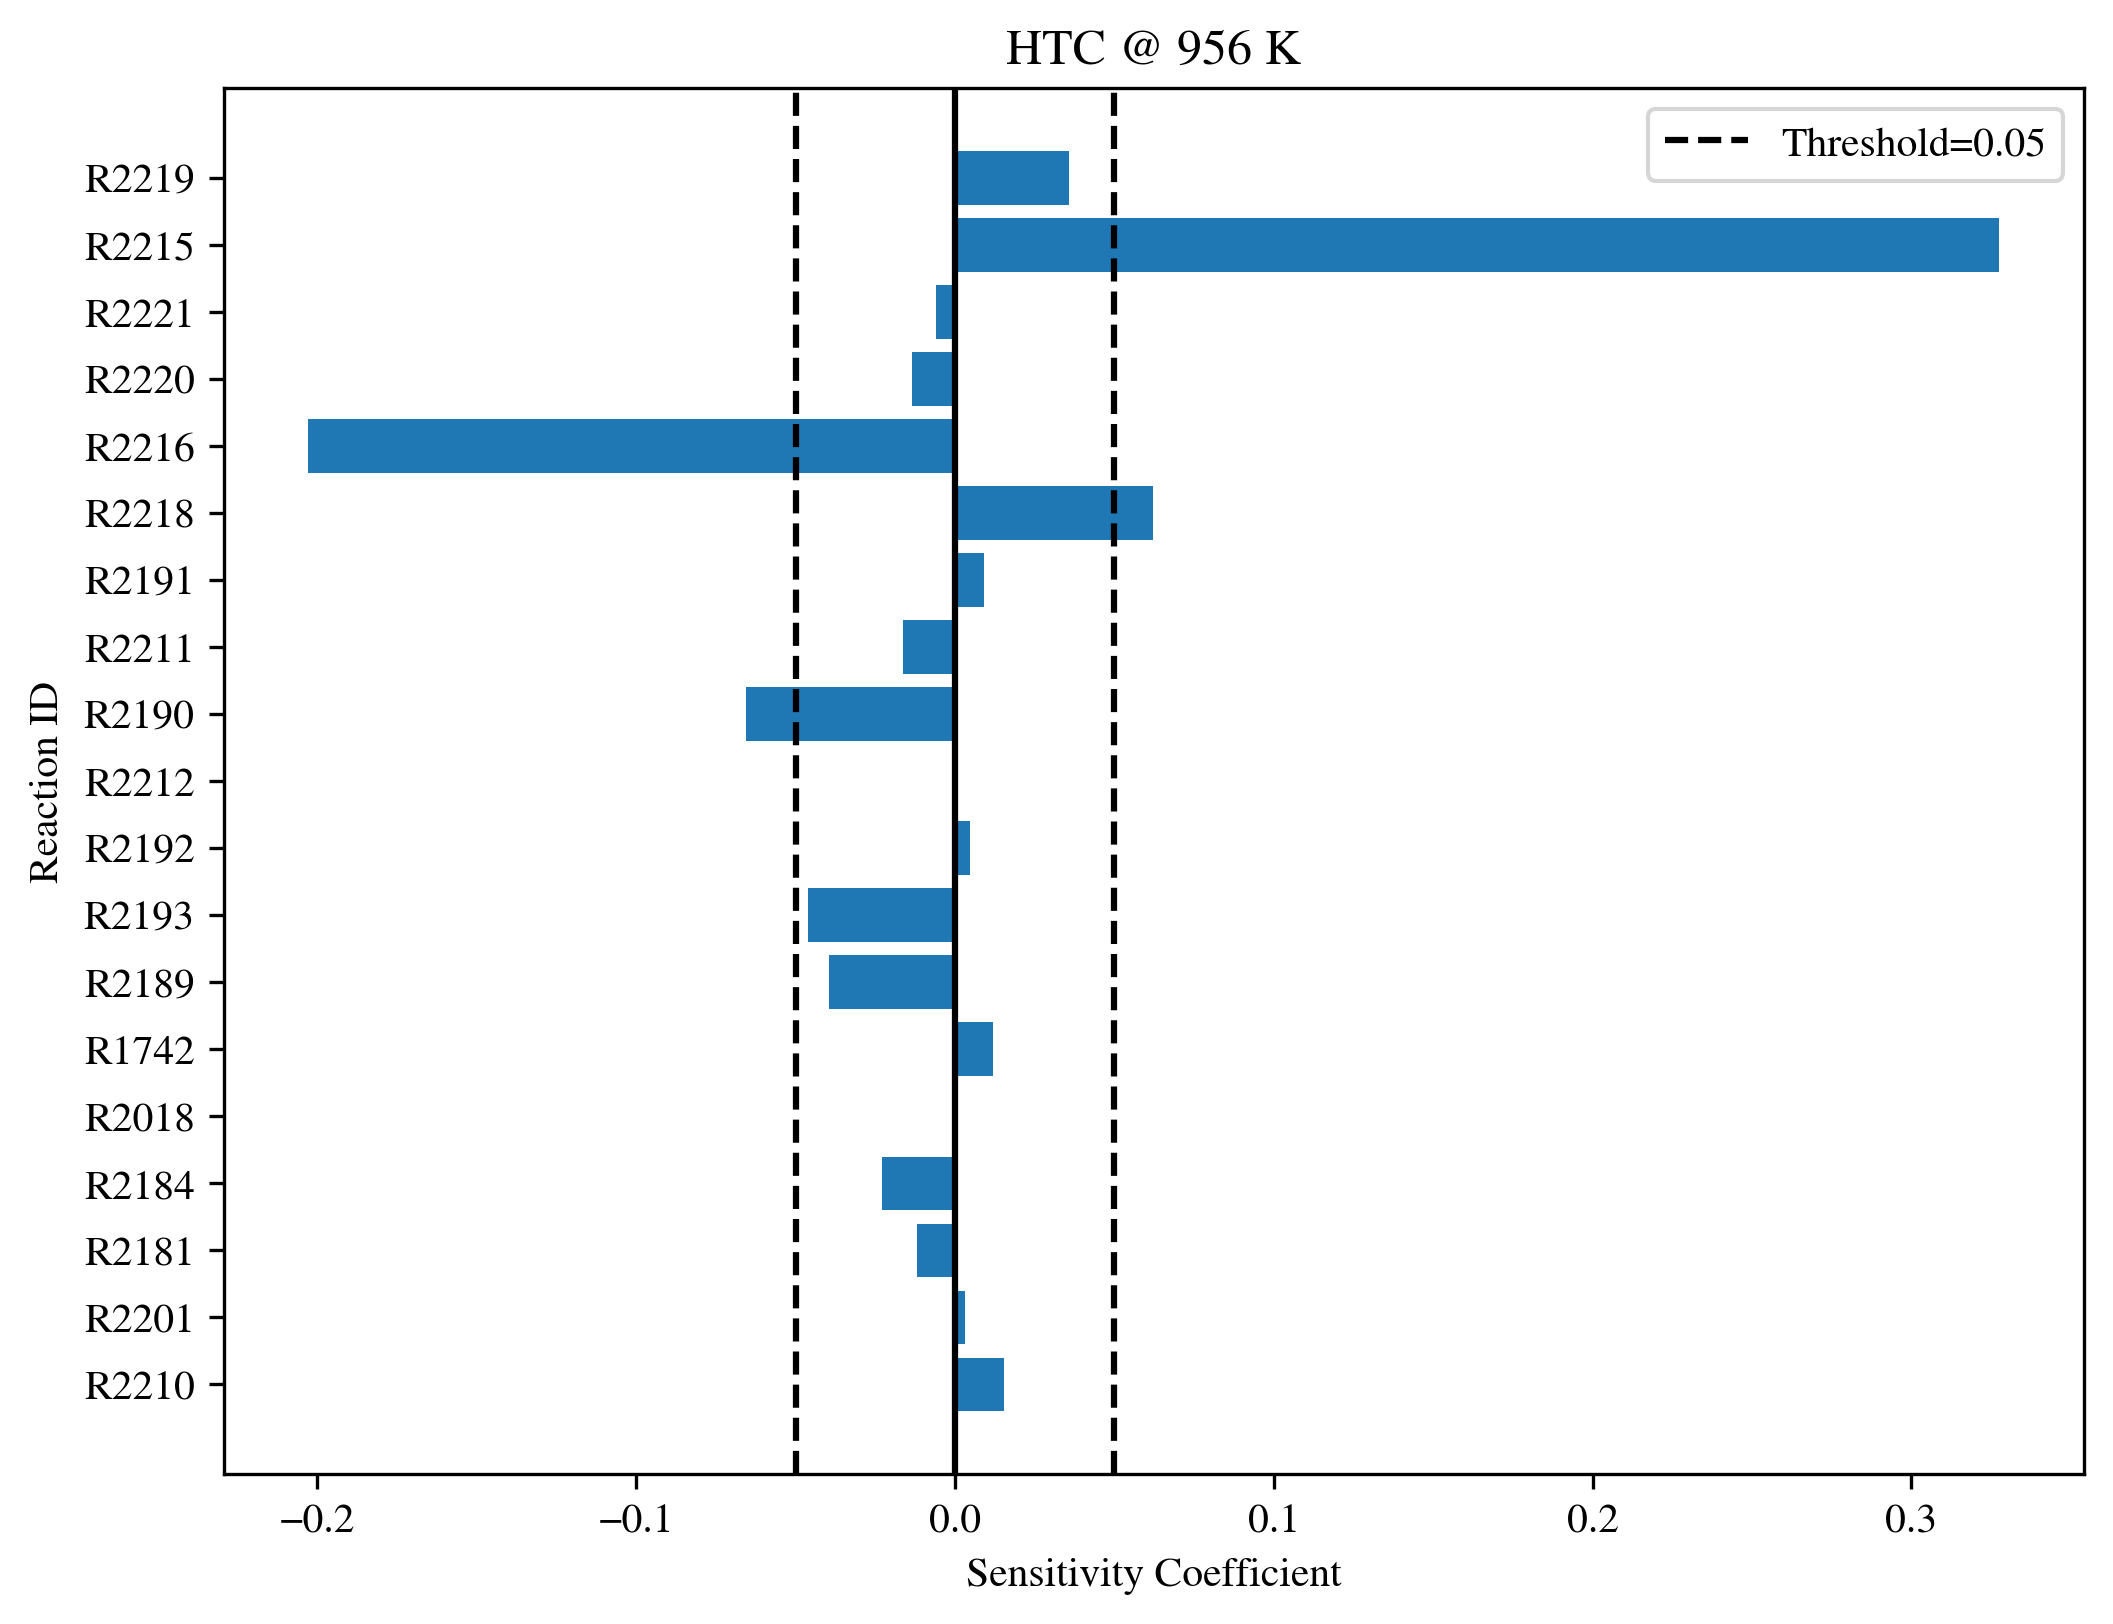 HTC @ 956 K
Threshold=0.05
Reaction ID
R2219
R2215
R2221
R2220
R2216
R2218
R2191
R2211
R2190
R2212
R2192
R2193
R2189
R1742
R2018
R2184
R2181
R2201
R2210
−0.2 −0.1 0.0 0.1 0.2 0.3
Sensitivity Coefficient